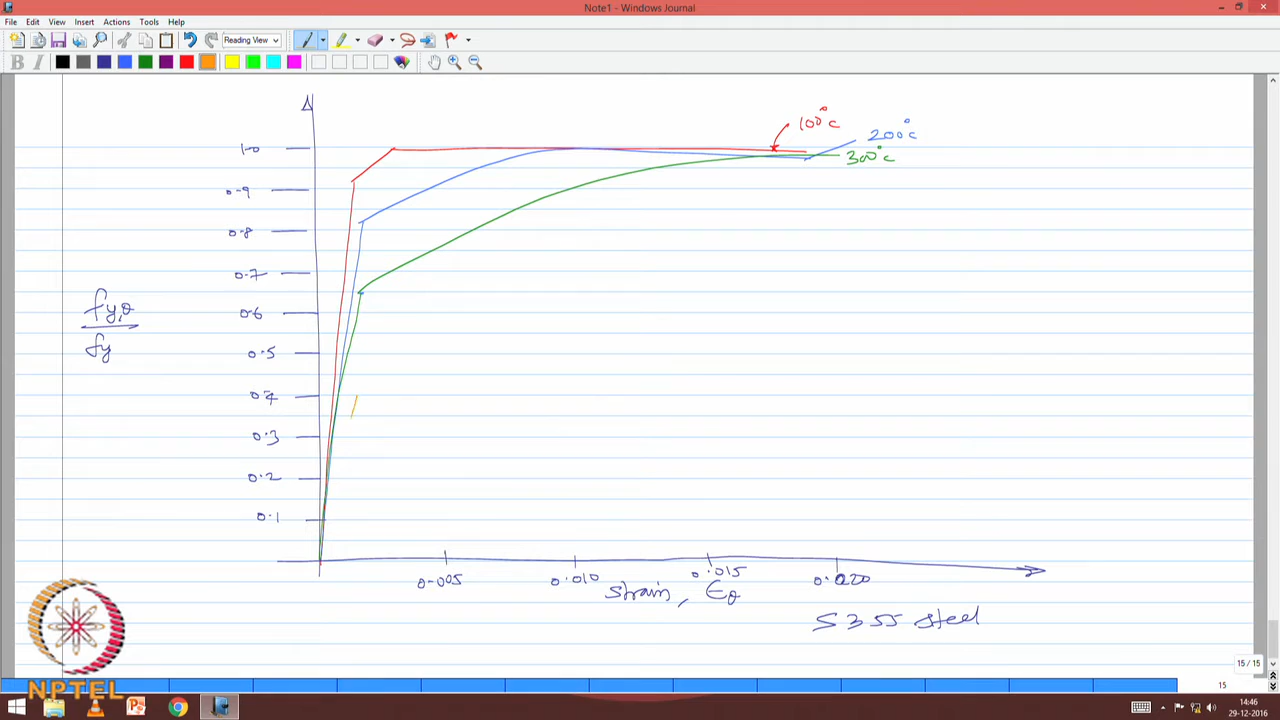 Note1 - Windows Journal
File Edit View Insert Actions Tools Help
Reading View
B I
100°C
200°C
300°C
1.0
0.9
0.8
0.7
0.6
0.5
0.4
0.3
0.2
0.1
fy,θ
fy
0.005 0.010 0.015 0.020
strain, Єθ
S355 steel
NPTEL
15 / 15
15
14:46
29-12-2016